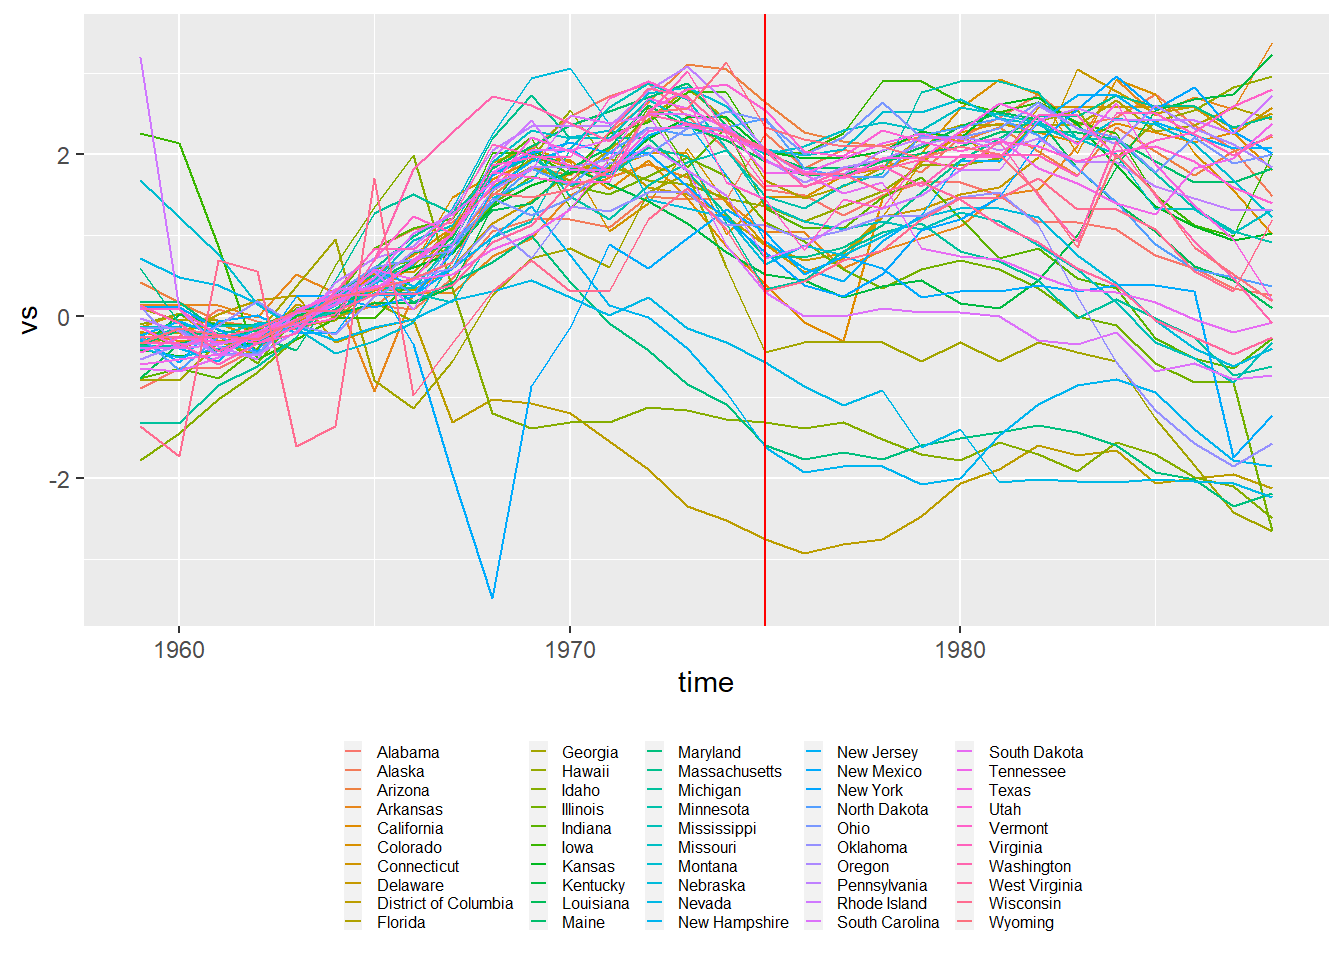 vs
2
0
-2
1960 1970 1980
time
Alabama Georgia Maryland New Jersey South Dakota
Alaska Hawaii Massachusetts New Mexico Tennessee
Arizona Idaho Michigan New York Texas
Arkansas Illinois Minnesota North Dakota Utah
California Indiana Mississippi Ohio Vermont
Colorado Iowa Missouri Oklahoma Virginia
Connecticut Kansas Montana Oregon Washington
Delaware Kentucky Nebraska Pennsylvania West Virginia
District of Columbia Louisiana Nevada Rhode Island Wisconsin
Florida Maine New Hampshire South Carolina Wyoming